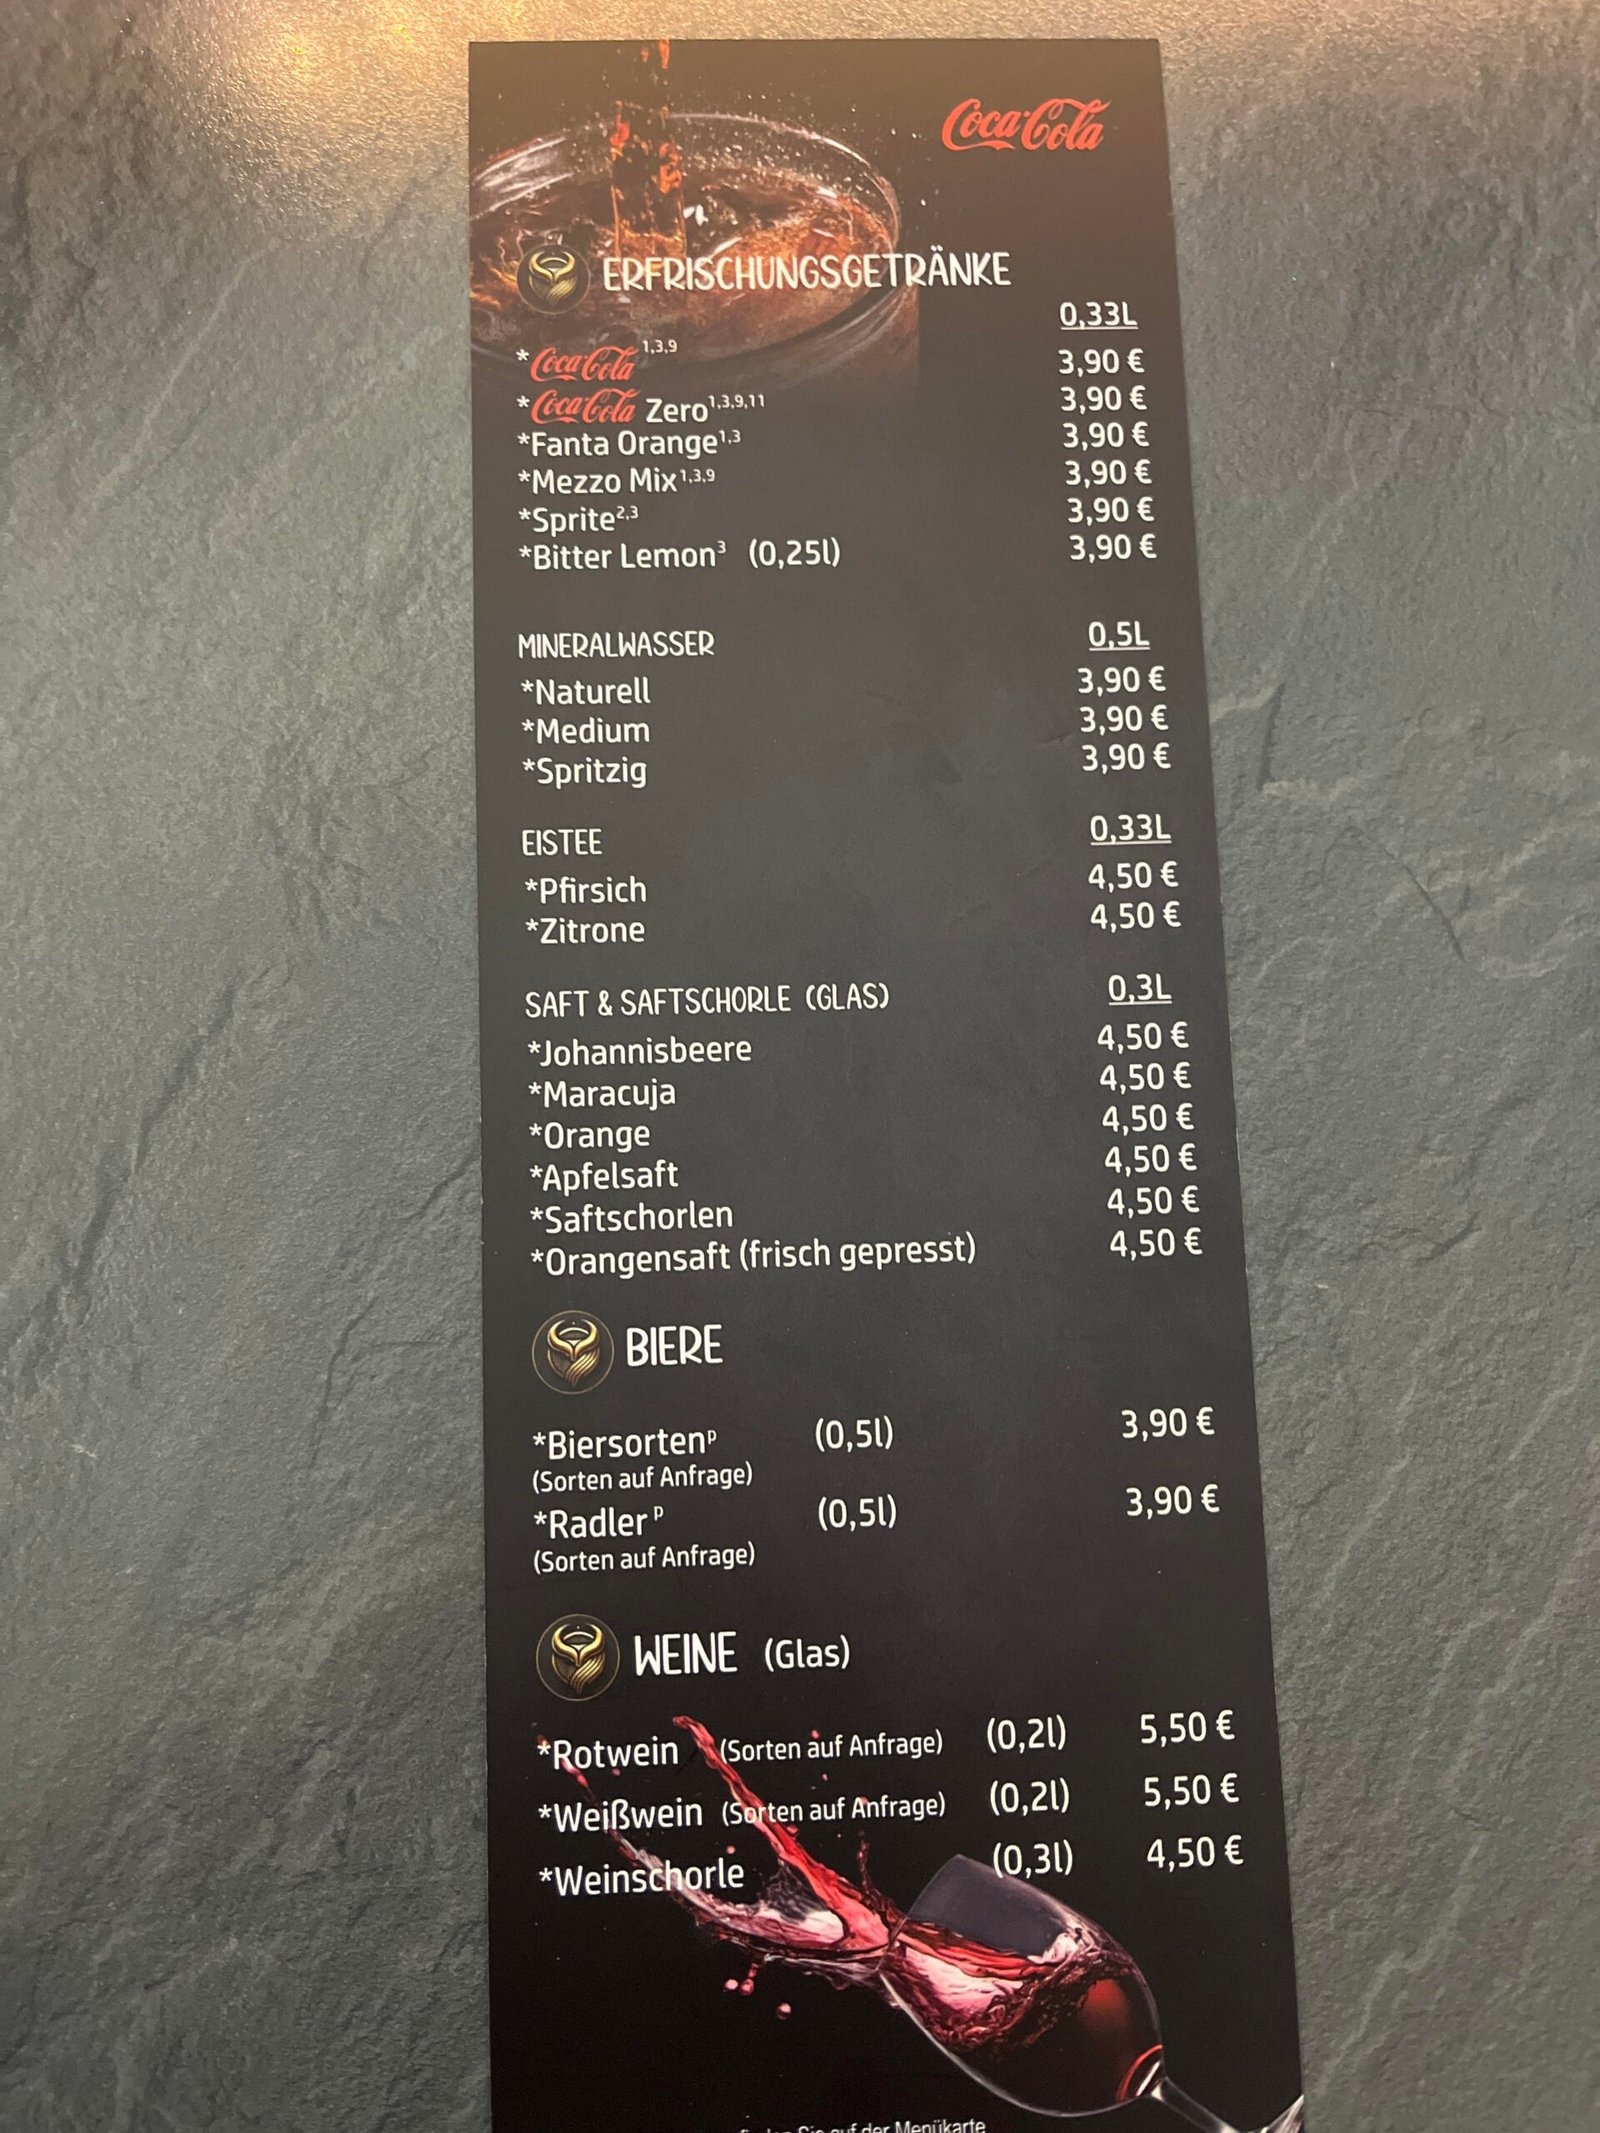 Coca-Cola
ERFRISCHUNGSGETRÄNKE
0,33L
*Coca-Cola 1,3,9 3,90 €
*Coca-Cola Zero1,3,9,11 3,90 €
*Fanta Orange1,3 3,90 €
*Mezzo Mix1,3,9 3,90 €
*Sprite2,3 3,90 €
*Bitter Lemon3 (0,25l) 3,90 €
MINERALWASSER 0,5L
*Naturell 3,90 €
*Medium 3,90 €
*Spritzig 3,90 €
EISTEE 0,33L
*Pfirsich 4,50 €
*Zitrone 4,50 €
SAFT & SAFTSCHORLE (GLAS) 0,3L
*Johannisbeere 4,50 €
*Maracuja 4,50 €
*Orange 4,50 €
*Apfelsaft 4,50 €
*Saftschorlen 4,50 €
*Orangensaft (frisch gepresst) 4,50 €
BIERE
*Biersortenp (0,5l) 3,90 €
(Sorten auf Anfrage)
*Radler p (0,5l) 3,90 €
(Sorten auf Anfrage)
WEINE (Glas)
*Rotwein (Sorten auf Anfrage) (0,2l) 5,50 €
*Weißwein (Sorten auf Anfrage) (0,2l) 5,50 €
*Weinschorle (0,3l) 4,50 €
Sie auf der Menükarte